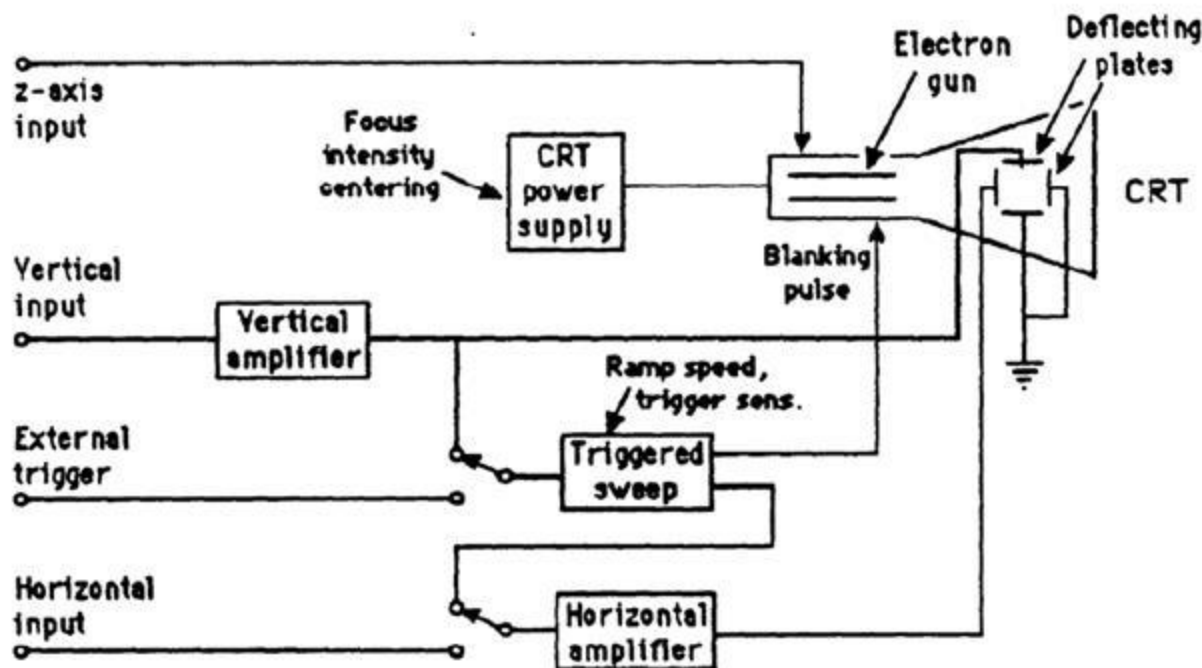 z-axis
input
Focus
intensity
centering
CRT
power
supply
Electron
gun
Deflecting
plates
CRT
Blanking
pulse
Vertical
input
Vertical
amplifier
Ramp speed,
trigger sens.
External
trigger
Triggered
sweep
Horizontal
input
Horizontal
amplifier